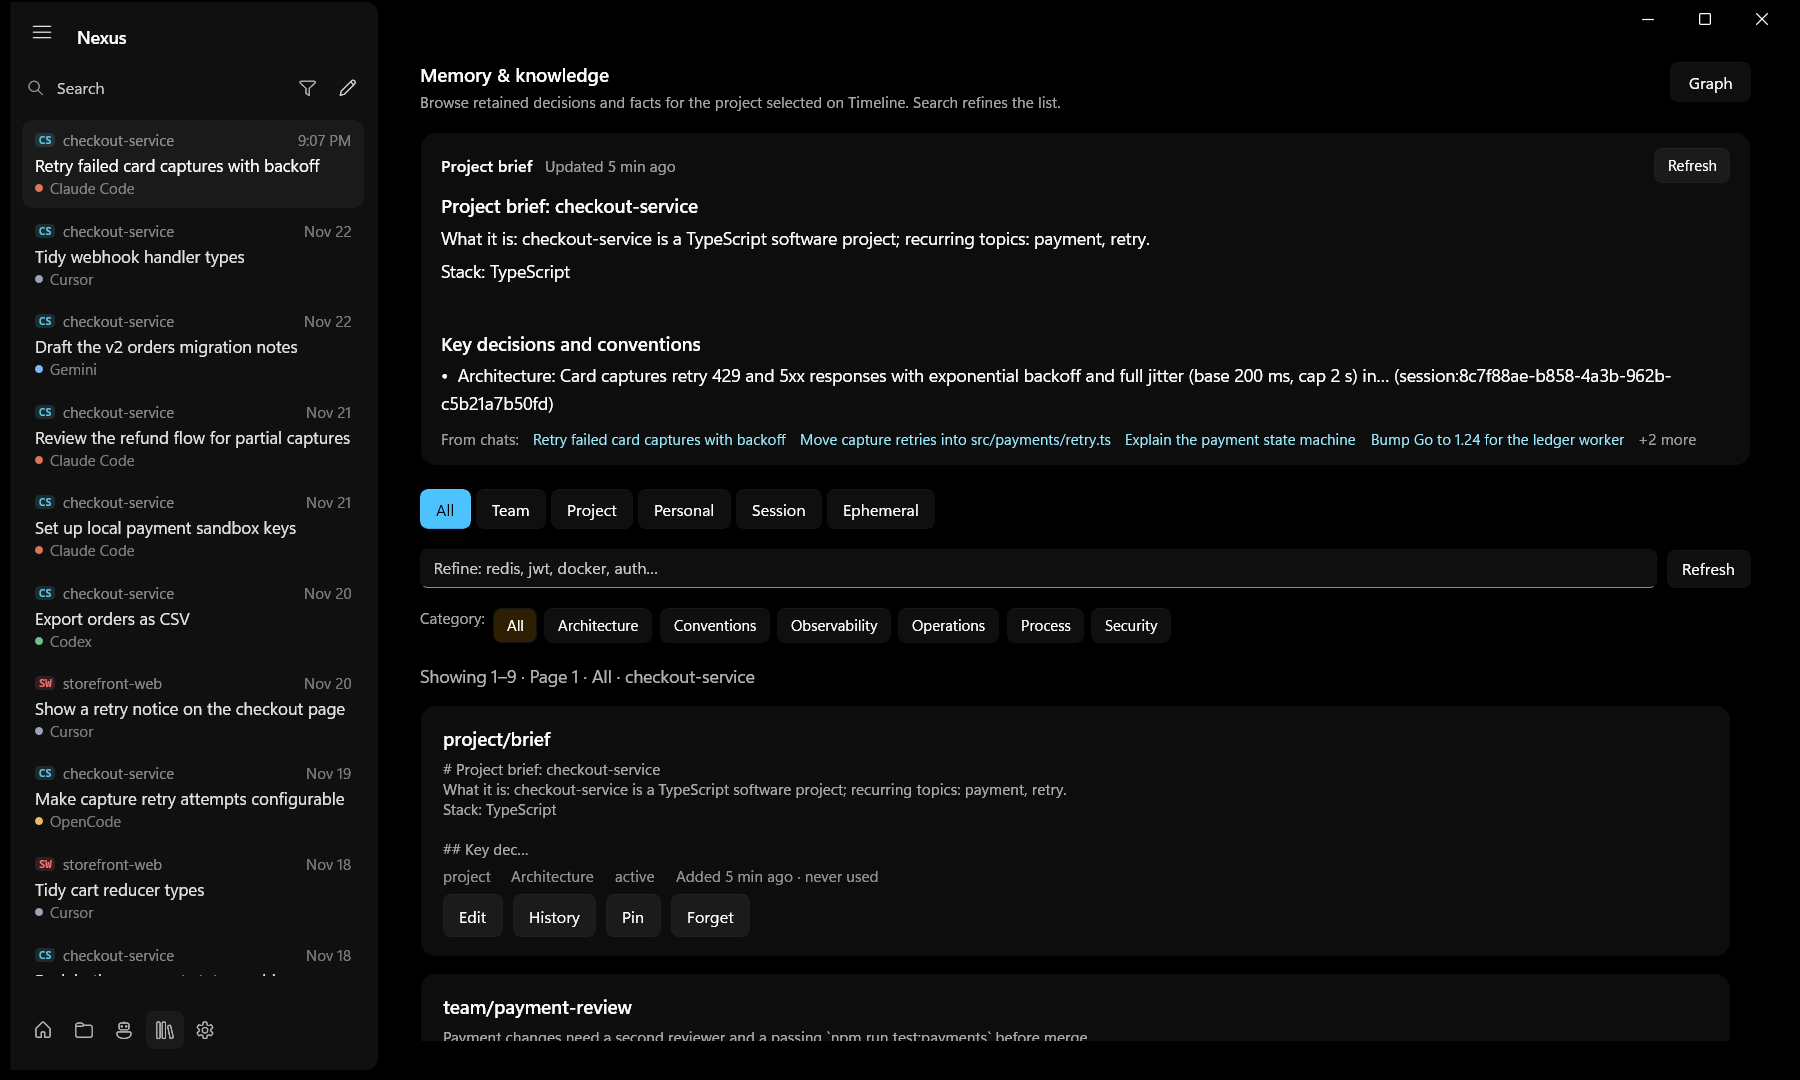 Nexus
Search
CS checkout-service 9:07 PM
Retry failed card captures with backoff
Claude Code
CS checkout-service Nov 22
Tidy webhook handler types
Cursor
CS checkout-service Nov 22
Draft the v2 orders migration notes
Gemini
CS checkout-service Nov 21
Review the refund flow for partial captures
Claude Code
CS checkout-service Nov 21
Set up local payment sandbox keys
Claude Code
CS checkout-service Nov 20
Export orders as CSV
Codex
SW storefront-web Nov 20
Show a retry notice on the checkout page
Cursor
CS checkout-service Nov 19
Make capture retry attempts configurable
OpenCode
SW storefront-web Nov 18
Tidy cart reducer types
Cursor
CS checkout-service Nov 18
Memory & knowledge
Browse retained decisions and facts for the project selected on Timeline. Search refines the list.
Graph
Project brief Updated 5 min ago
Refresh
Project brief: checkout-service
What it is: checkout-service is a TypeScript software project; recurring topics: payment, retry.
Stack: TypeScript
Key decisions and conventions
• Architecture: Card captures retry 429 and 5xx responses with exponential backoff and full jitter (base 200 ms, cap 2 s) in... (session:8c7f88ae-b858-4a3b-962b-
c5b21a7b50fd)
From chats: Retry failed card captures with backoff Move capture retries into src/payments/retry.ts Explain the payment state machine Bump Go to 1.24 for the ledger worker +2 more
All Team Project Personal Session Ephemeral
Refine: redis, jwt, docker, auth...
Refresh
Category: All Architecture Conventions Observability Operations Process Security
Showing 1–9 · Page 1 · All · checkout-service
project/brief
# Project brief: checkout-service
What it is: checkout-service is a TypeScript software project; recurring topics: payment, retry.
Stack: TypeScript
## Key dec...
project Architecture active Added 5 min ago · never used
Edit History Pin Forget
team/payment-review
Payment changes need a second reviewer and a passing `npm run test:payments` before merge